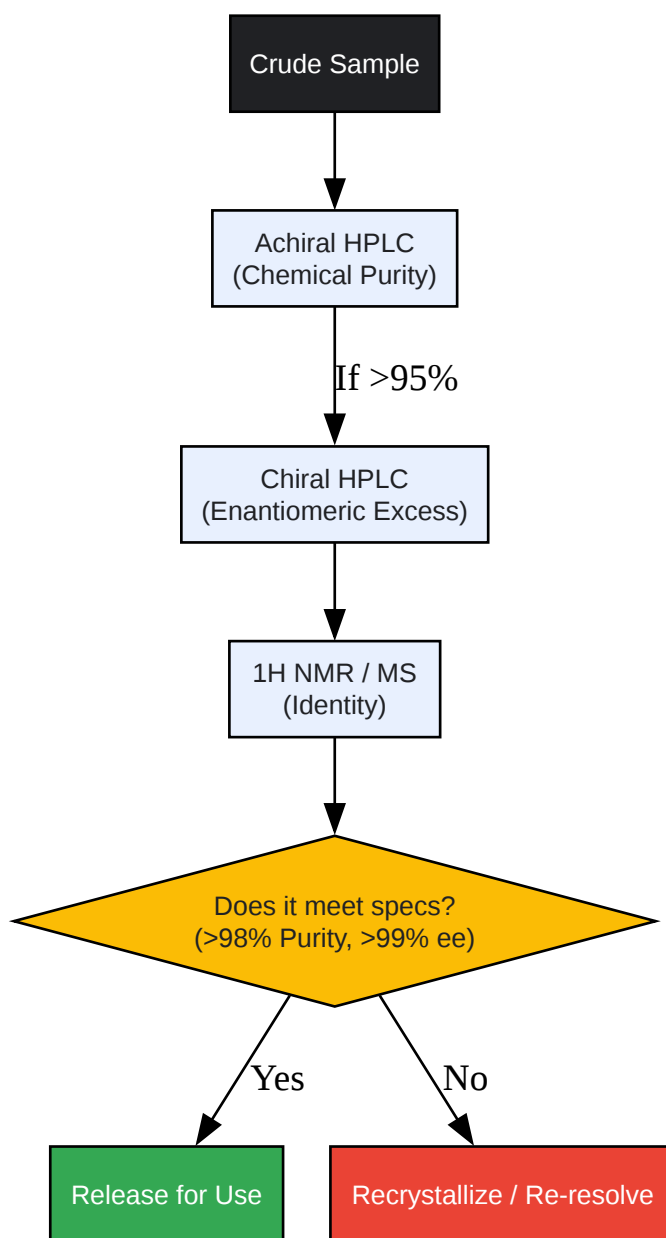 Crude Sample
Achiral HPLC
(Chemical Purity)
If >95%
Chiral HPLC
(Enantiomeric Excess)
1H NMR / MS
(Identity)
Does it meet specs?
(>98% Purity, >99% ee)
Yes
No
Release for Use
Recrystallize / Re-resolve